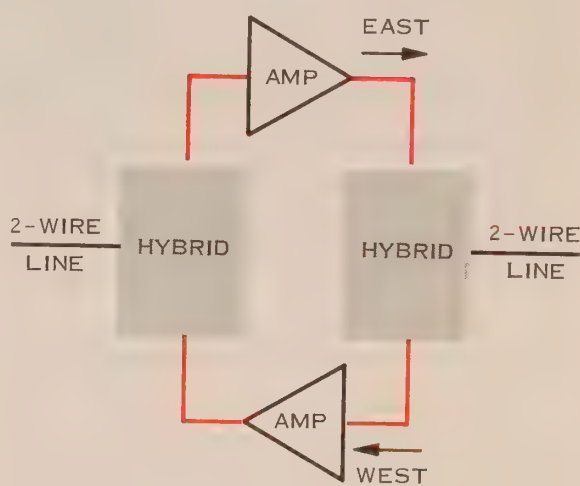 EAST
AMP
2-WIRE
LINE
HYBRID
HYBRID
2-WIRE
LINE
AMP
WEST